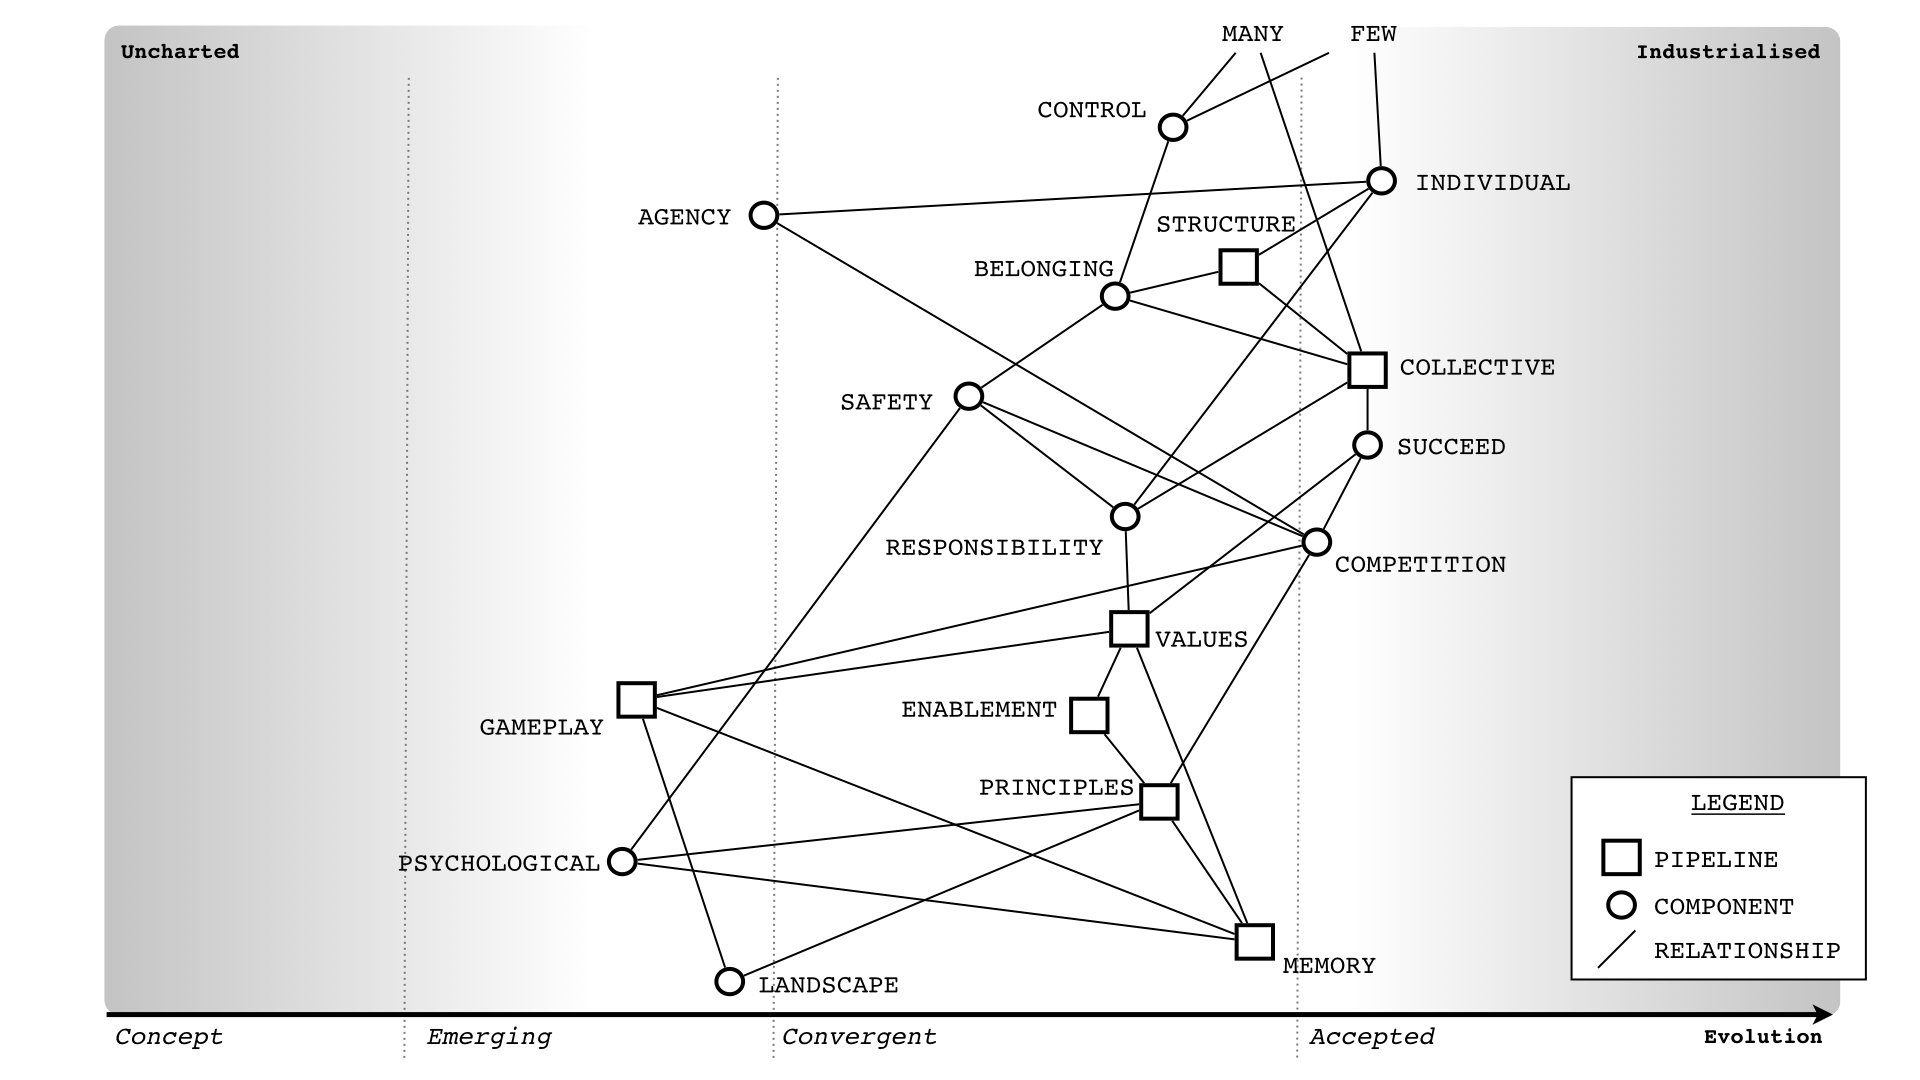 MANY
FEW
Uncharted
Industrialised
CONTROL
INDIVIDUAL
AGENCY
STRUCTURE
BELONGING
COLLECTIVE
SAFETY
SUCCEED
RESPONSIBILITY
COMPETITION
VALUES
ENABLEMENT
GAMEPLAY
PRINCIPLES
LEGEND
PIPELINE
COMPONENT
RELATIONSHIP
PSYCHOLOGICAL
MEMORY
LANDSCAPE
Concept
Emerging
Convergent
Accepted
Evolution